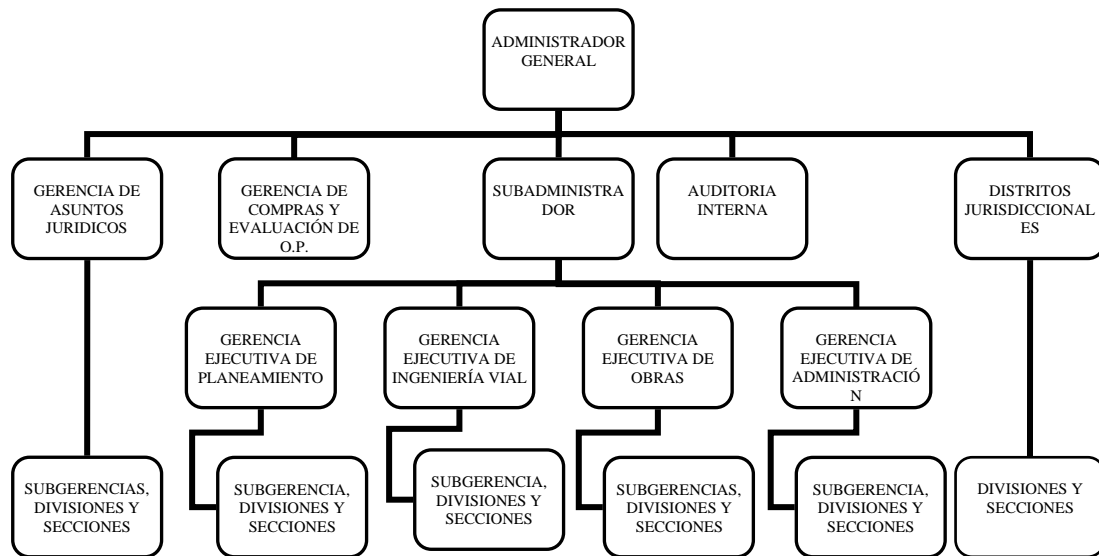 ADMINISTRADOR
GENERAL
GERENCIA DE
ASUNTOS
JURIDICOS
GERENCIA DE
COMPRAS Y
EVALUACIÓN DE
O.P.
SUBADMINISTRA
DOR
AUDITORIA
INTERNA
DISTRITOS
JURISDICCIONAL
ES
GERENCIA
EJECUTIVA DE
PLANEAMIENTO
GERENCIA
EJECUTIVA DE
INGENIERÍA VIAL
GERENCIA
EJECUTIVA DE
OBRAS
GERENCIA
EJECUTIVA DE
ADMINISTRACIÓ
N
SUBGERENCIAS,
DIVISIONES Y
SECCIONES
SUBGERENCIA,
DIVISIONES Y
SECCIONES
SUBGERENCIA,
DIVISIONES Y
SECCIONES
SUBGERENCIAS,
DIVISIONES Y
SECCIONES
SUBGERENCIA,
DIVISIONES Y
SECCIONES
DIVISIONES Y
SECCIONES